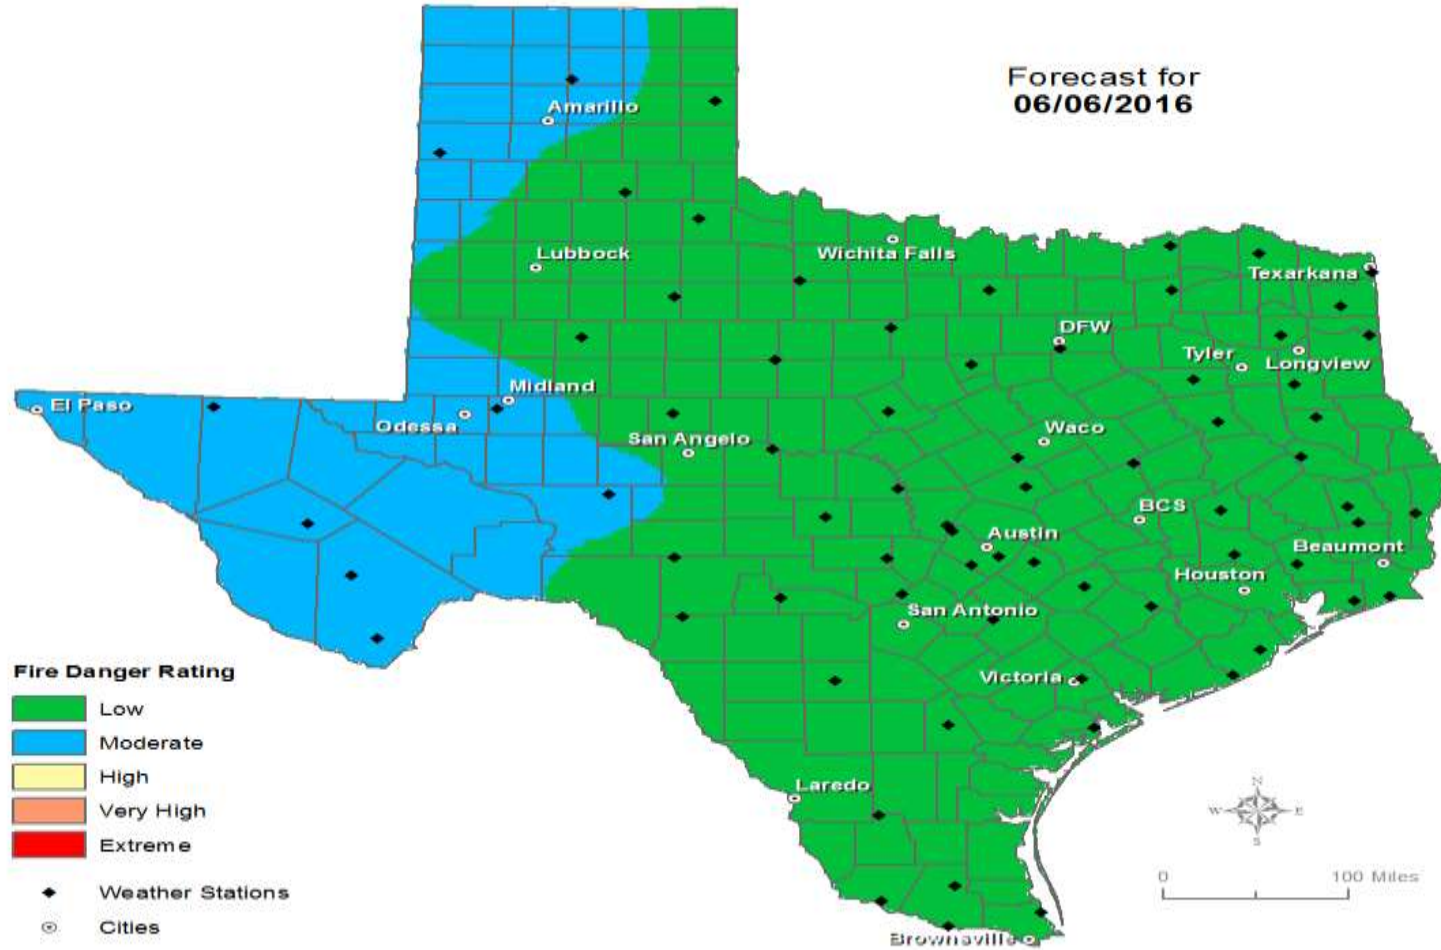 Forecast for
06/06/2016
Amarillo
Lubbock
Wichita Falls
Texarkana
DFW
Tyler
Longview
Midland
El Paso
Odessa
San Angelo
Waco
BCS
Austin
Beaumont
Houston
San Antonio
Victoria
Laredo
Brownsville
Fire Danger Rating
Low
Moderate
High
Very High
Extreme
Weather Stations
Cities
N
W E
S
0 100 Miles